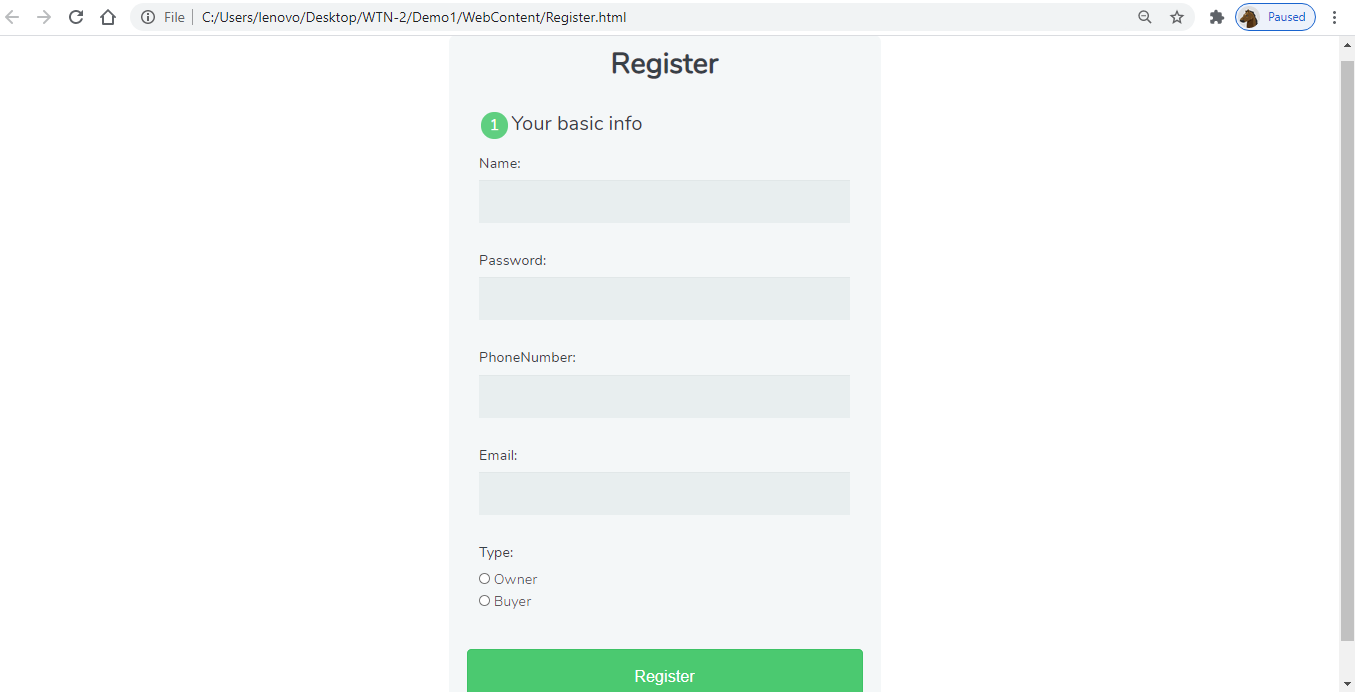 File C:/Users/lenovo/Desktop/WTN-2/Demo1/WebContent/Register.html Paused
Register
1 Your basic info
Name:
Password:
PhoneNumber:
Email:
Type:
Owner
Buyer
Register